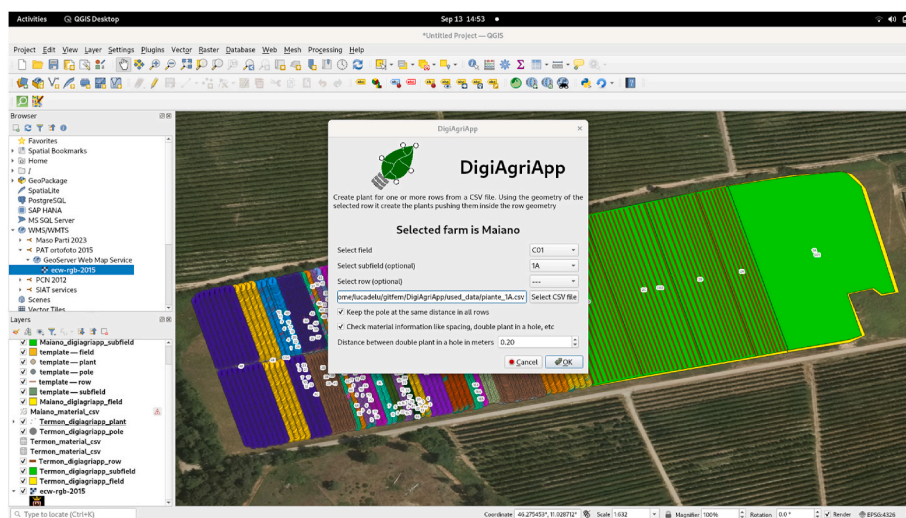 Activities QGIS Desktop Sep 13 14:53
*Untitled Project — QGIS
Project Edit View Layer Settings Plugins Vector Raster Database Web Mesh Processing Help
Browser
Favorites
Spatial Bookmarks
Home
/
GeoPackage
SpatiaLite
PostgreSQL
SAP HANA
MS SQL Server
WMS/WMTS
Maso Parti 2023
PAT ortofoto 2015
GeoServer Web Map Service
ecw-rgb-2015
PCN 2012
SIAT services
Scenes
Vector Tiles
Layers
Maiano_digiagriapp_subfield
template — field
template — plant
template — pole
template — row
template — subfield
Maiano_digiagriapp_field
Maiano_material_csv
Termon_digiagriapp_plant
Termon_digiagriapp_pole
Termon_material_csv
Termon_material_csv
Termon_digiagriapp_row
Termon_digiagriapp_subfield
Termon_digiagriapp_field
ecw-rgb-2015
DigiAgriApp
DigiAgriApp
Create plant for one or more rows from a CSV file. Using the geometry of the
selected row it create the plants pushing them inside the row geometry
Selected farm is Maiano
Select field C01
Select subfield (optional) 1A
Select row (optional) ---
ome/lucadelu/gitfem/DigiAgriApp/used_data/piante_1A.csv Select CSV file
Keep the pole at the same distance in all rows
Check material information like spacing, double plant in a hole, etc
Distance between double plant in a hole in meters 0.20
Cancel OK
Type to locate (Ctrl+K) Coordinate 46.275453°, 11.028712° Scale 1:632 Magnifier 100% Rotation 0.0 ° Render EPSG:4326